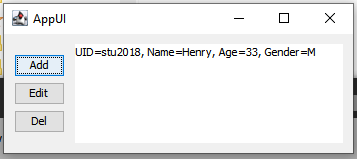 AppUI
UID=stu2018, Name=Henry, Age=33, Gender=M
Add
Edit
Del